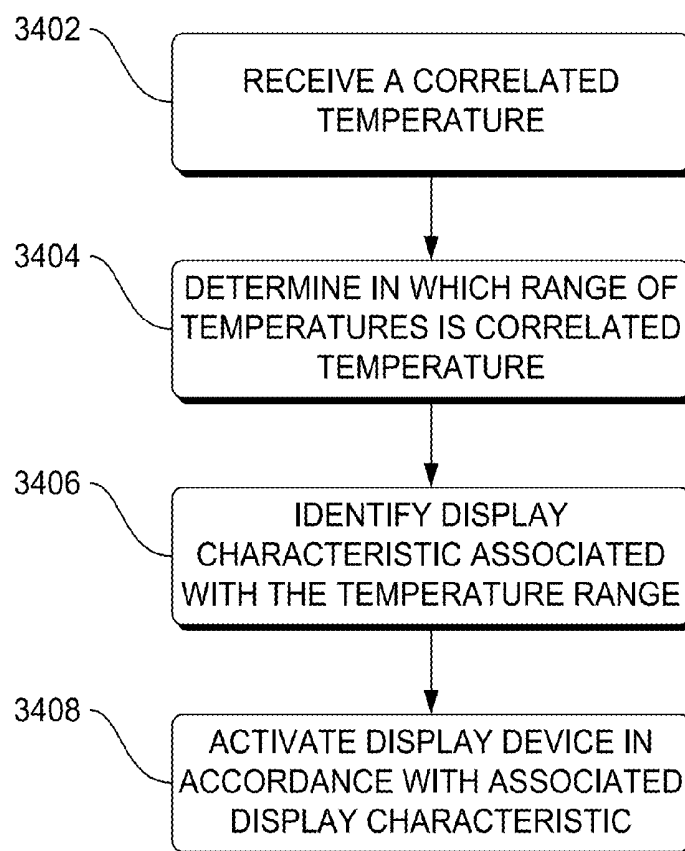 3402
RECEIVE A CORRELATED
TEMPERATURE
3404
DETERMINE IN WHICH RANGE OF
TEMPERATURES IS CORRELATED
TEMPERATURE
3406
IDENTIFY DISPLAY
CHARACTERISTIC ASSOCIATED
WITH THE TEMPERATURE RANGE
3408
ACTIVATE DISPLAY DEVICE IN
ACCORDANCE WITH ASSOCIATED
DISPLAY CHARACTERISTIC